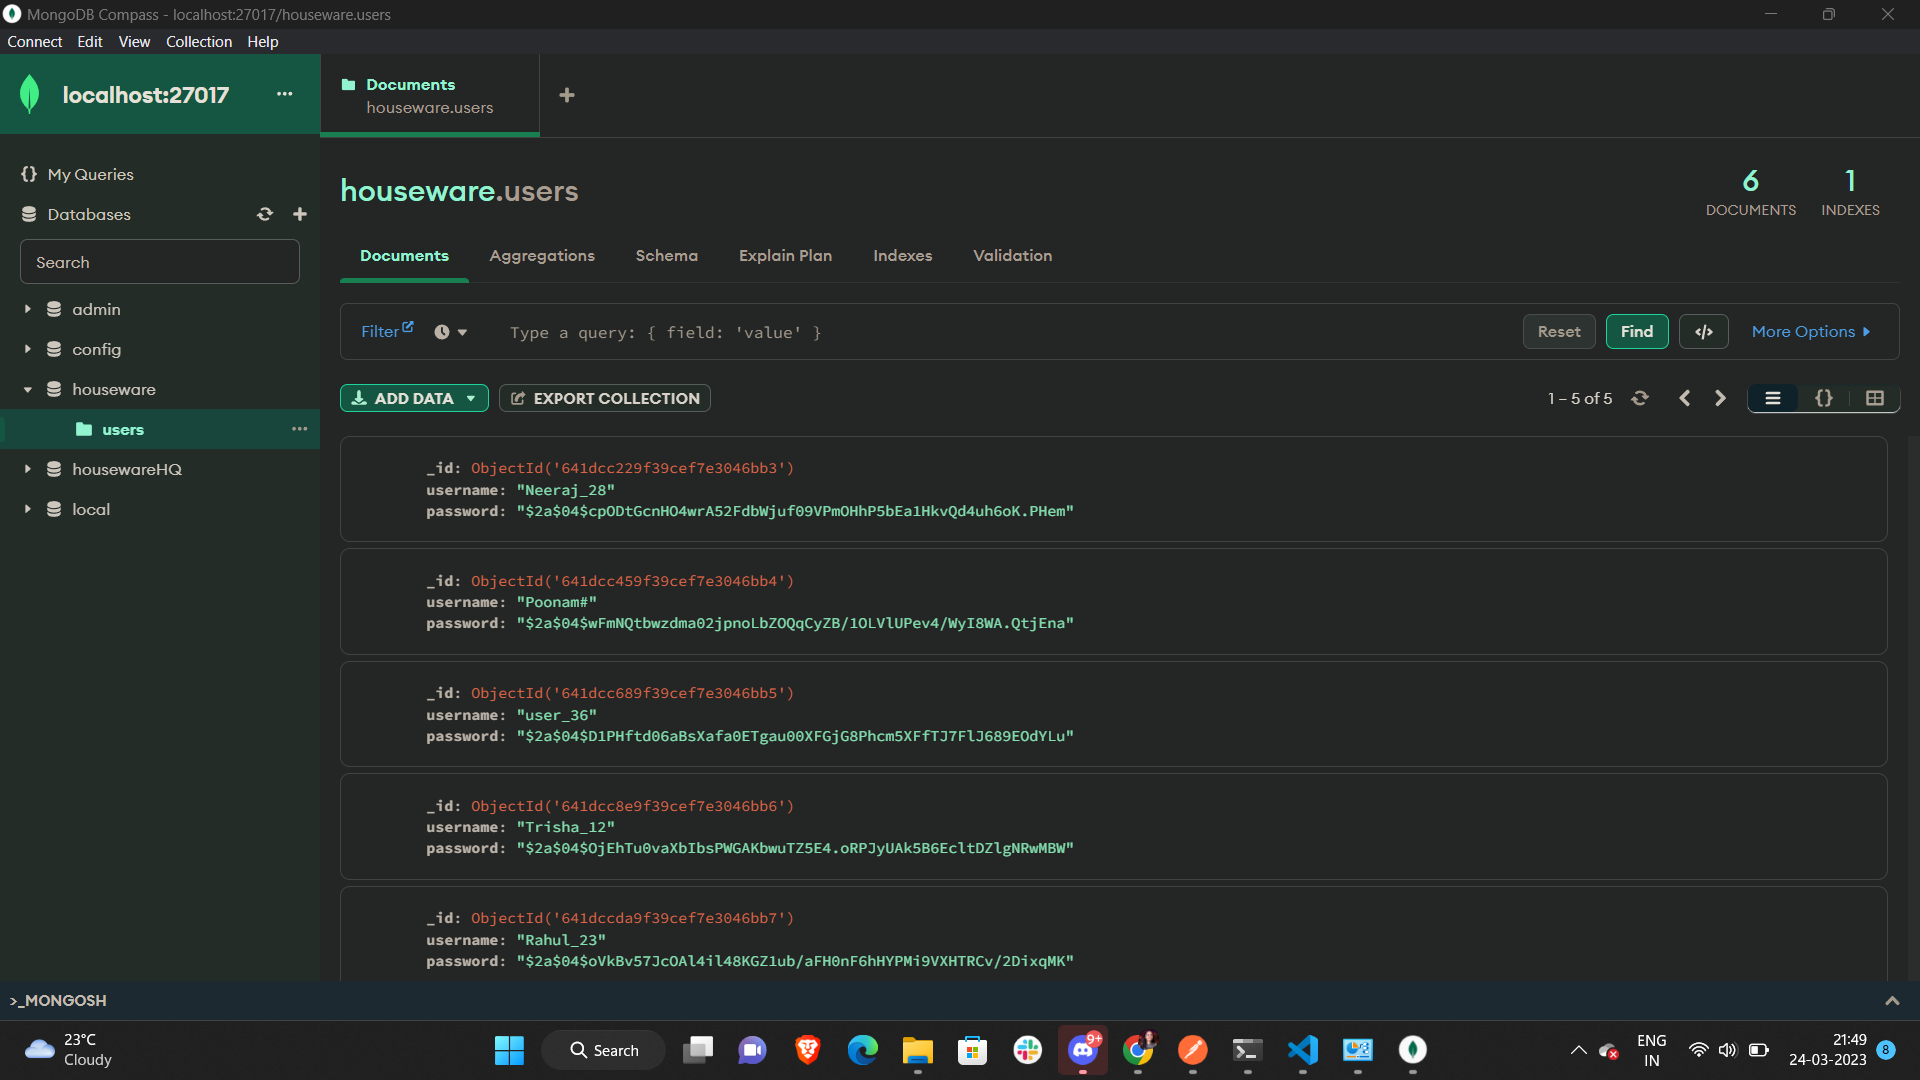 MongoDB Compass - localhost:27017/houseware.users
Connect Edit View Collection Help
localhost:27017 ...
Documents
houseware.users
+
{} My Queries
Databases
Search
admin
config
houseware
users ...
housewareHQ
local
houseware.users
6
DOCUMENTS
1
INDEXES
Documents Aggregations Schema Explain Plan Indexes Validation
Filter Type a query: { field: 'value' } Reset Find </> More Options
ADD DATA EXPORT COLLECTION 1 – 5 of 5 {}
_id: ObjectId('641dcc229f39cef7e3046bb3')
username: "Neeraj_28"
password: "$2a$04$cpODtGcnHO4wrA52FdbWjuf09VPmOHhP5bEa1HkvQd4uh6oK.PHem"
_id: ObjectId('641dcc459f39cef7e3046bb4')
username: "Poonam#"
password: "$2a$04$wFmNQtbwzdma02jpnoLbZOQqCyZB/1OLVlUPev4/WyI8WA.QtjEna"
_id: ObjectId('641dcc689f39cef7e3046bb5')
username: "user_36"
password: "$2a$04$D1PHftd06aBsXafa0ETgau00XFGjG8Phcm5XFfTJ7FlJ689EOdYLu"
_id: ObjectId('641dcc8e9f39cef7e3046bb6')
username: "Trisha_12"
password: "$2a$04$OjEhTu0vaXbIbsPWGAKbwuTZ5E4.oRPJyUAk5B6EcltDZlgNRwMBW"
_id: ObjectId('641dccda9f39cef7e3046bb7')
username: "Rahul_23"
password: "$2a$04$oVkBv57JcOAl4il48KGZ1ub/aFH0nF6hHYPMi9VXHTRCv/2DixqMK"
>_MONGOSH
23°C
Cloudy
Search
9+
ENG
IN
21:49
24-03-2023
8